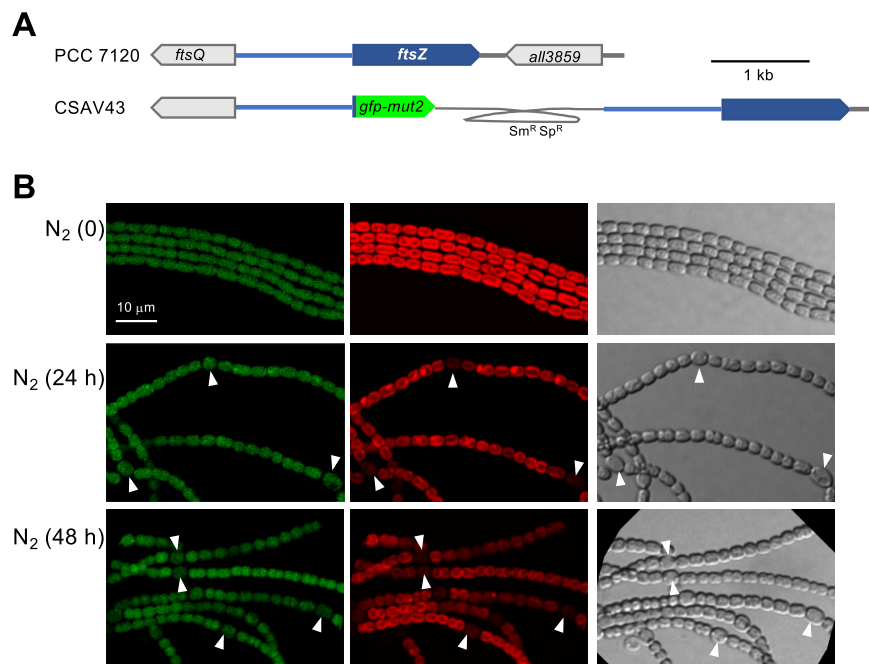 A
PCC 7120 ftsQ ftsZ all3859
1 kb
CSAV43 gfp-mut2
Smᴿ Spᴿ
B
N₂ (0)
10 μm
N₂ (24 h)
N₂ (48 h)